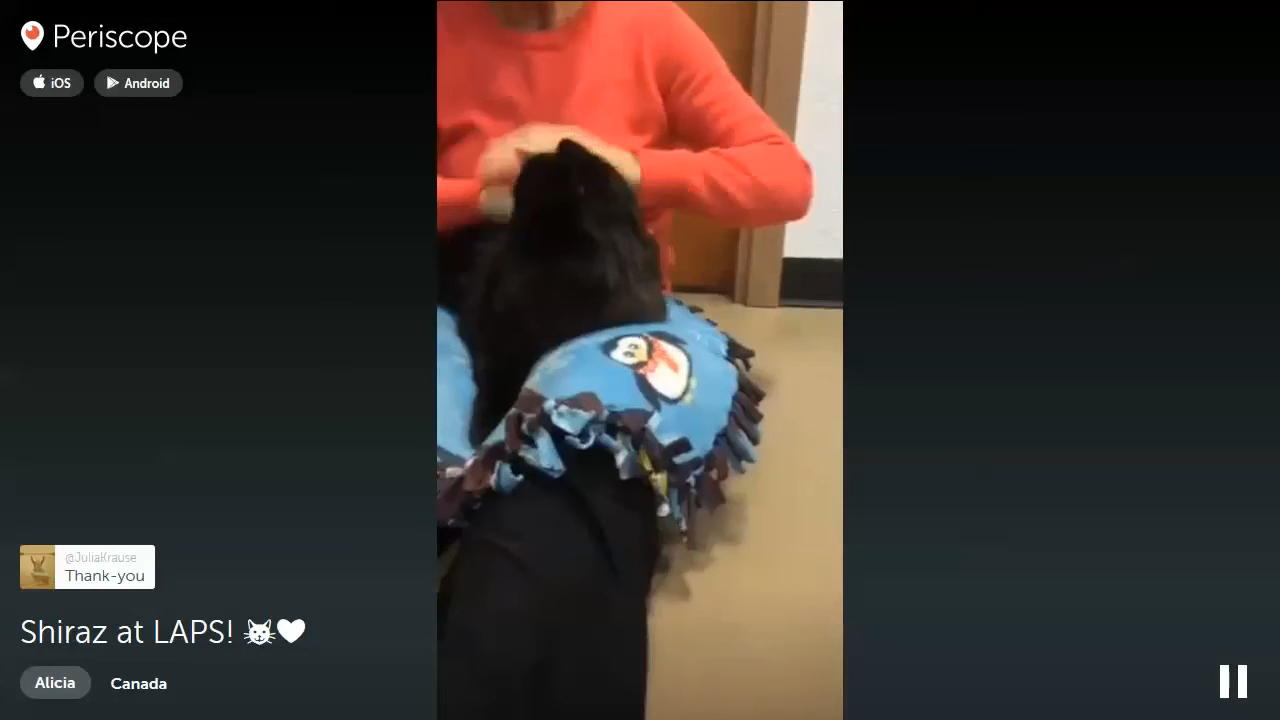 Periscope
iOS
Android
@JuliaKrause
Thank-you
Shiraz at LAPS! 🐱❤
Alicia
Canada